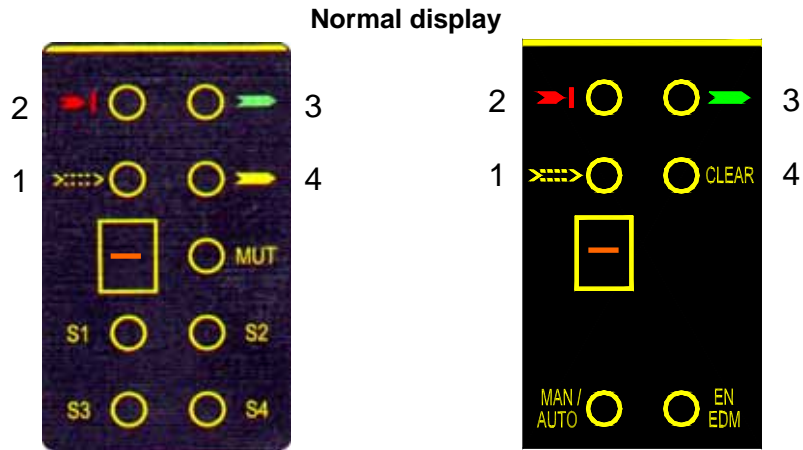 Normal display
2 3
1 4
MUT
S1 S2
S3 S4
2 3
1 CLEAR 4
MAN /
AUTO
EN
EDM